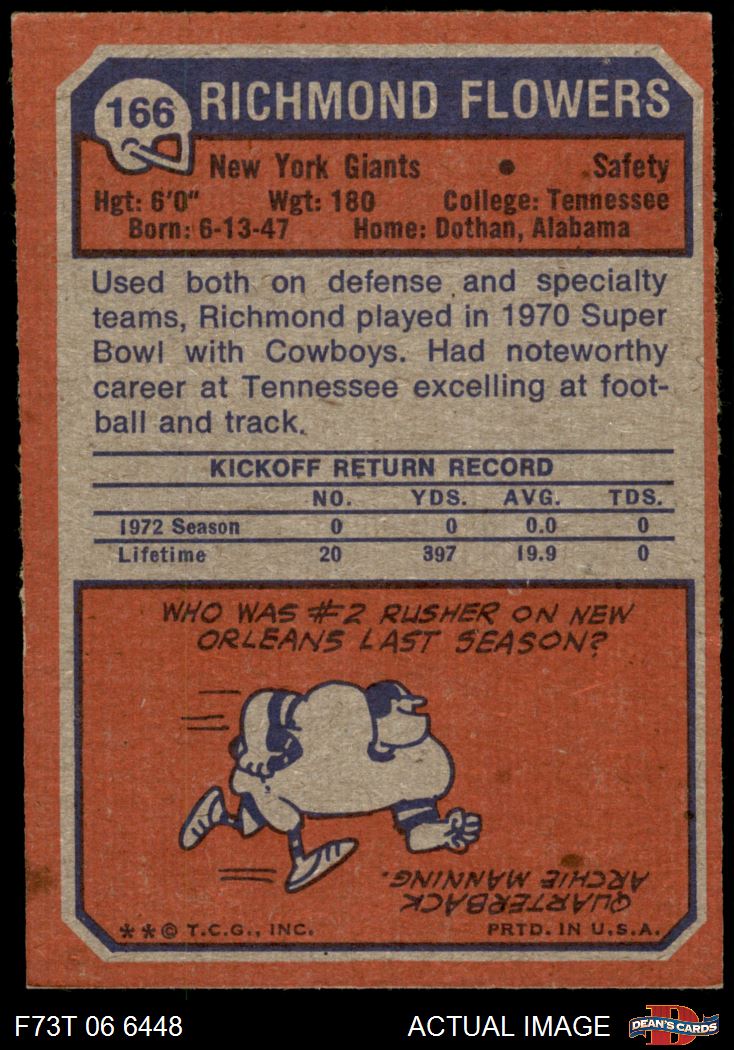 166
RICHMOND FLOWERS
New York Giants • Safety
Hgt: 6'0" Wgt: 180 College: Tennessee
Born: 6-13-47 Home: Dothan, Alabama
Used both on defense and specialty
teams, Richmond played in 1970 Super
Bowl with Cowboys. Had noteworthy
career at Tennessee excelling at foot-
ball and track.
KICKOFF RETURN RECORD
NO. YDS. AVG. TDS.
1972 Season 0 0 0.0 0
Lifetime 20 397 19.9 0
WHO WAS #2 RUSHER ON NEW
ORLEANS LAST SEASON?
QUARTERBACK
ARCHIE MANNING.
**© T.C.G., INC. PRTD. IN U.S.A.
F73T 06 6448 ACTUAL IMAGE
D
DEAN'S CARDS